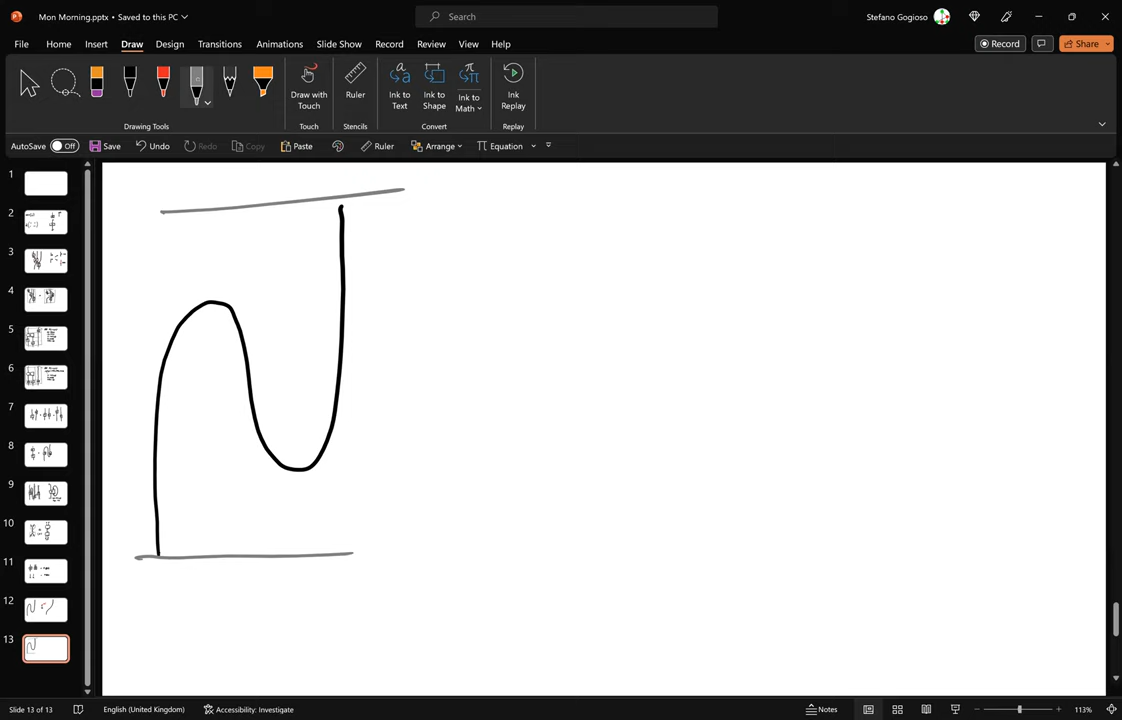 Mon Morning.pptx • Saved to this PC
Search
Stefano Gogioso
File Home Insert Draw Design Transitions Animations Slide Show Record Review View Help
Record
Share
Draw with Touch
Ruler
Ink to Text
Ink to Shape
Ink to Math
Ink Replay
Drawing Tools
Touch
Stencils
Convert
Replay
AutoSave Off Save Undo Redo Copy Paste Ruler Arrange Equation
1
2
3
4
5
6
7
8
9
10
11
12
13
Slide 13 of 13 English (United Kingdom) Accessibility: Investigate Notes 113%